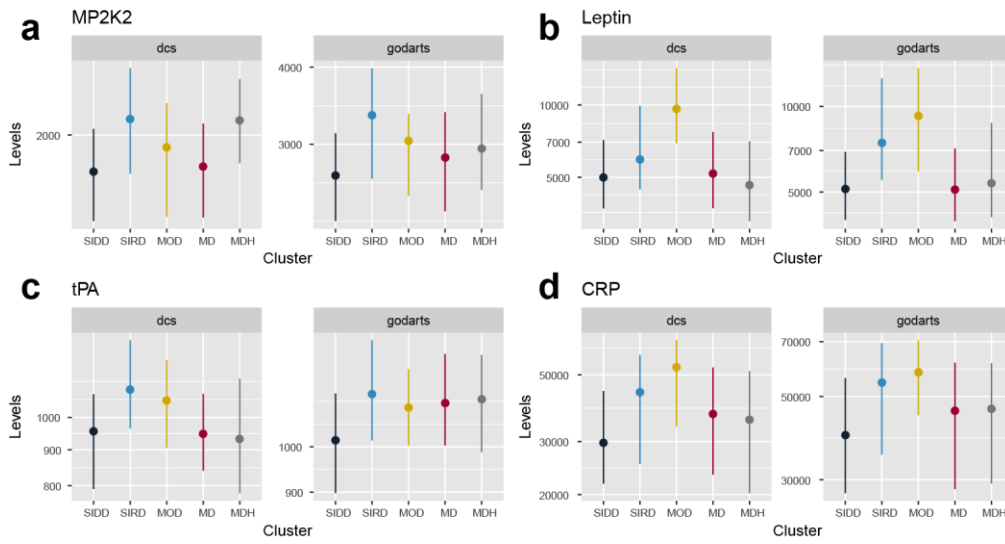 a MP2K2
dcs
godarts
Levels
2000
4000
3000
SIDD SIRD MOD MD MDH
SIDD SIRD MOD MD MDH
Cluster
b Leptin
dcs
godarts
Levels
10000
7000
5000
10000
7000
5000
SIDD SIRD MOD MD MDH
SIDD SIRD MOD MD MDH
Cluster
c tPA
dcs
godarts
Levels
1000
900
800
1000
900
SIDD SIRD MOD MD MDH
SIDD SIRD MOD MD MDH
Cluster
d CRP
dcs
godarts
Levels
50000
30000
20000
70000
50000
30000
SIDD SIRD MOD MD MDH
SIDD SIRD MOD MD MDH
Cluster